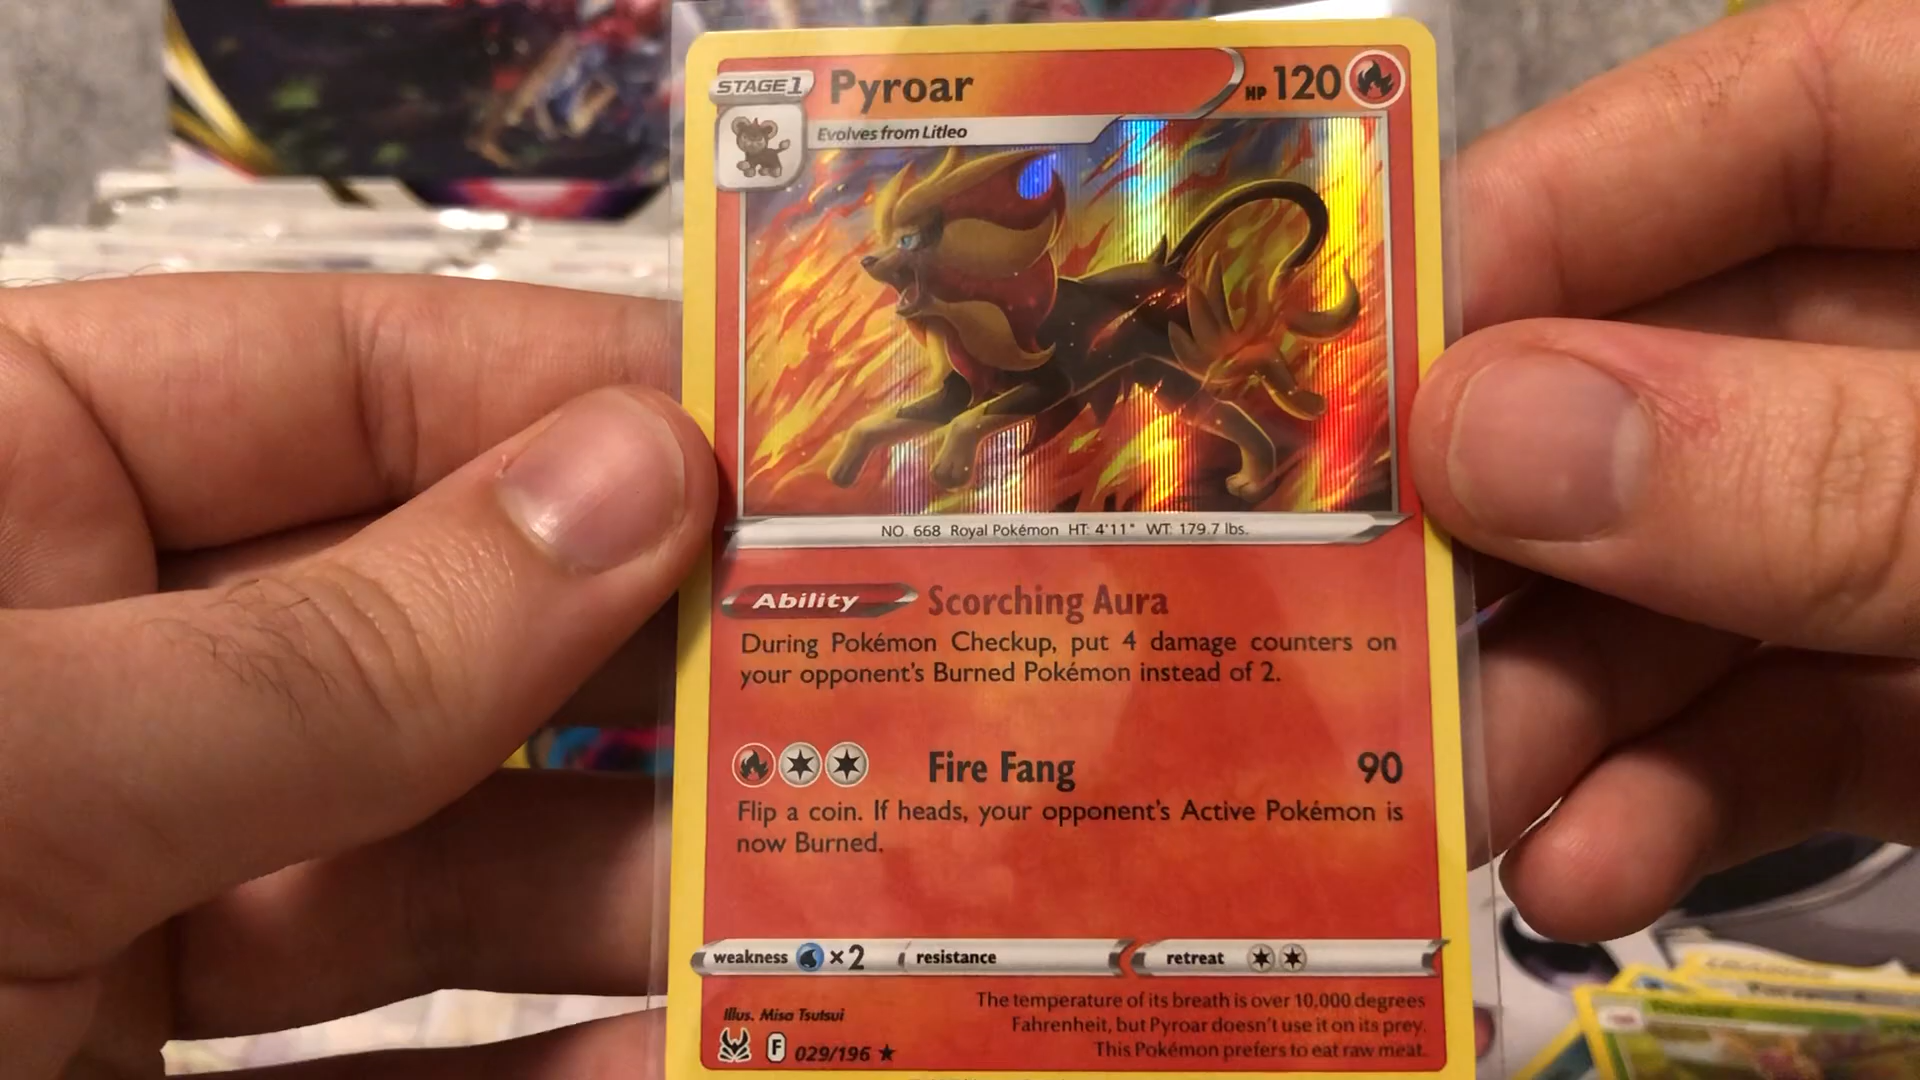 STAGE 1
Pyroar
HP 120
Evolves from Litleo
NO. 668 Royal Pokémon HT: 4'11" WT: 179.7 lbs.
Ability Scorching Aura
During Pokémon Checkup, put 4 damage counters on
your opponent's Burned Pokémon instead of 2.
Fire Fang 90
Flip a coin. If heads, your opponent's Active Pokémon is
now Burned.
weakness ×2 resistance retreat
Illus. Misa Tsutsui
The temperature of its breath is over 10,000 degrees
Fahrenheit, but Pyroar doesn't use it on its prey.
This Pokémon prefers to eat raw meat.
F 029/196 ★